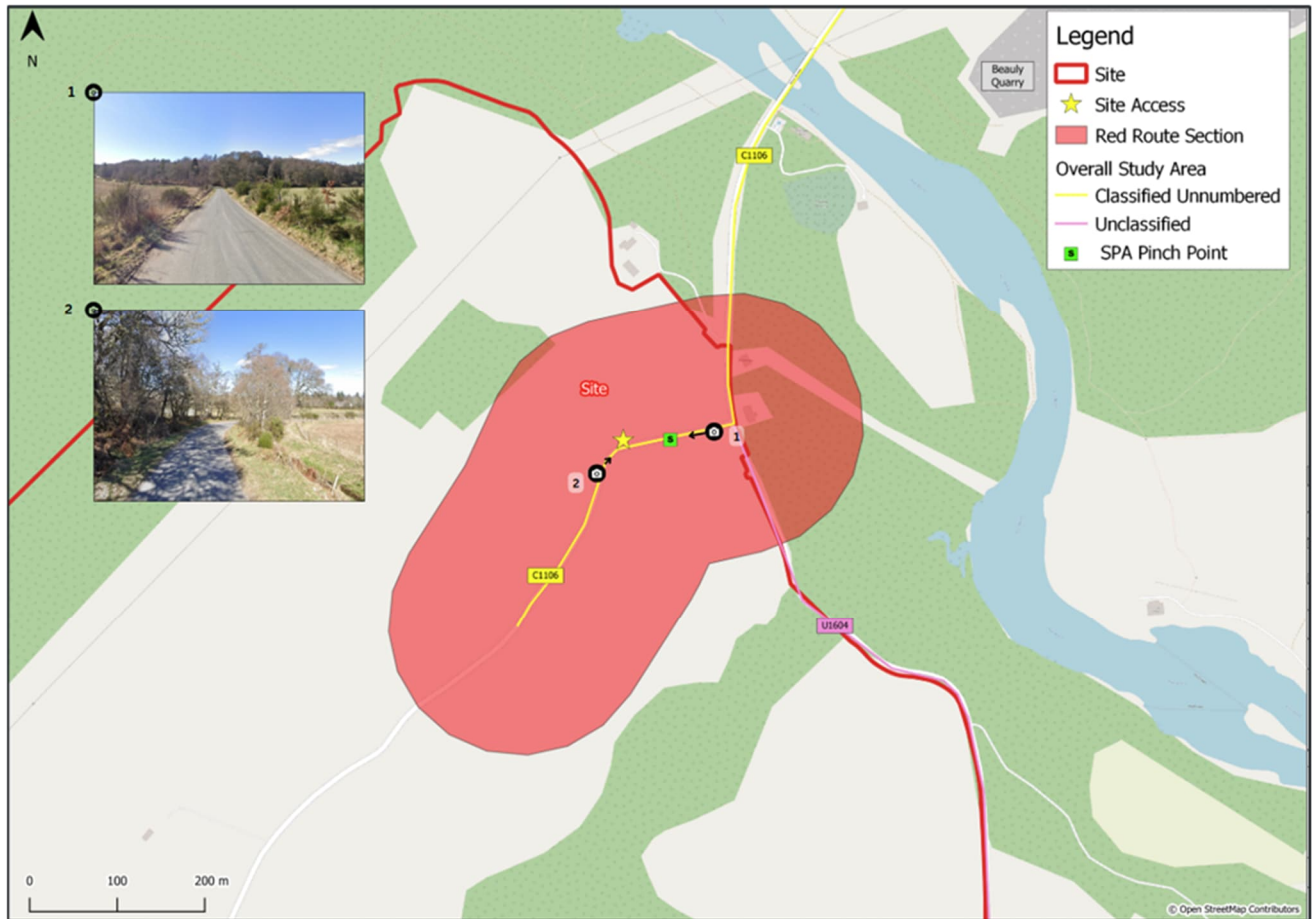 N
1
2
Beauly
Quarry
Legend
Site
Site Access
Red Route Section
Overall Study Area
Classified Unnumbered
Unclassified
S SPA Pinch Point
C1106
Site
S
1
2
C1106
U1604
0 100 200 m
© Open StreetMap Contributors